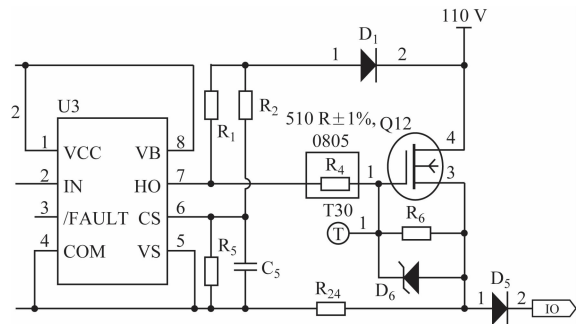 110 V
D1
1 2
2
U3
R1
R2
510 R±1%,
0805
Q12
4
1 VCC VB 8
R4
1
3
2 IN HO 7
3 /FAULT CS 6
T30
1
T
R6
4 COM VS 5
R5
C5
D6
D5
R24
1 2
IO